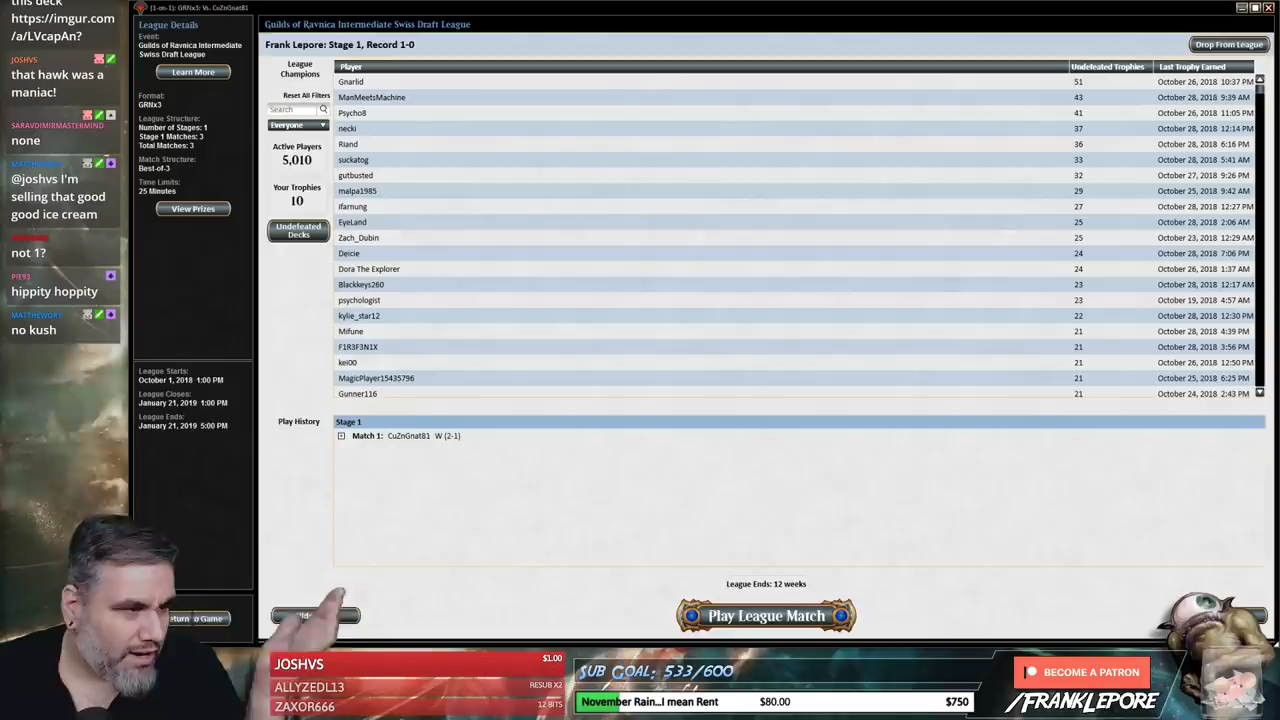 this deck
https://imgur.com
/a/LVcapAn?
JOSHVS
that hawk was a
maniac!
SARAVDIMIRMASTERMIND
none
@joshvs I'm
selling that good
good ice cream
not 1?
PIE93
hippity hoppity
MATTHEWORY
no kush
(1-on-1): GRNx3: Vs. CuZnGnat81
League Details
Event:
Guilds of Ravnica Intermediate
Swiss Draft League
Learn More
Format:
GRNx3
League Structure:
Number of Stages: 1
Stage 1 Matches: 3
Total Matches: 3
Match Structure:
Best-of-3
Time Limits:
25 Minutes
View Prizes
League Starts:
October 1, 2018 1:00 PM
League Closes:
January 21, 2019 1:00 PM
League Ends:
January 21, 2019 5:00 PM
to Game
Guilds of Ravnica Intermediate Swiss Draft League
Frank Lepore: Stage 1, Record 1-0
Drop From League
League
Champions
Reset All Filters
Search
Everyone
Active Players
5,010
Your Trophies
10
Undefeated
Decks
Player Undefeated Trophies Last Trophy Earned
Gnarlid 51 October 26, 2018 10:37 PM
ManMeetsMachine 43 October 28, 2018 9:39 AM
Psycho8 41 October 26, 2018 11:05 PM
necki 37 October 28, 2018 12:14 PM
Riand 36 October 28, 2018 6:16 PM
suckatog 33 October 28, 2018 5:41 AM
gutbusted 32 October 27, 2018 9:26 PM
malpa1985 29 October 25, 2018 9:42 AM
lfarnung 27 October 28, 2018 12:27 PM
EyeLand 25 October 28, 2018 2:06 AM
Zach_Dubin 25 October 23, 2018 12:29 AM
Deicie 24 October 28, 2018 7:06 PM
Dora The Explorer 24 October 26, 2018 1:37 AM
Blackkeys260 23 October 28, 2018 12:17 AM
psychologist 23 October 19, 2018 4:57 AM
kylie_star12 22 October 28, 2018 12:30 PM
Mifune 21 October 28, 2018 4:39 PM
F1R3F3N1X 21 October 28, 2018 3:56 PM
kei00 21 October 26, 2018 12:50 PM
MagicPlayer15435796 21 October 25, 2018 6:25 PM
Gunner116 21 October 24, 2018 2:43 PM
Play History
Stage 1
Match 1: CuZnGnat81 W (2-1)
League Ends: 12 weeks
Play League Match
JOSHVS $1.00
ALLYZEDL13 RESUB X2
ZAXOR666 12 BITS
SUB GOAL: 533/600
November Rain...I mean Rent $80.00 $750
BECOME A PATRON
/FRANKLEPORE